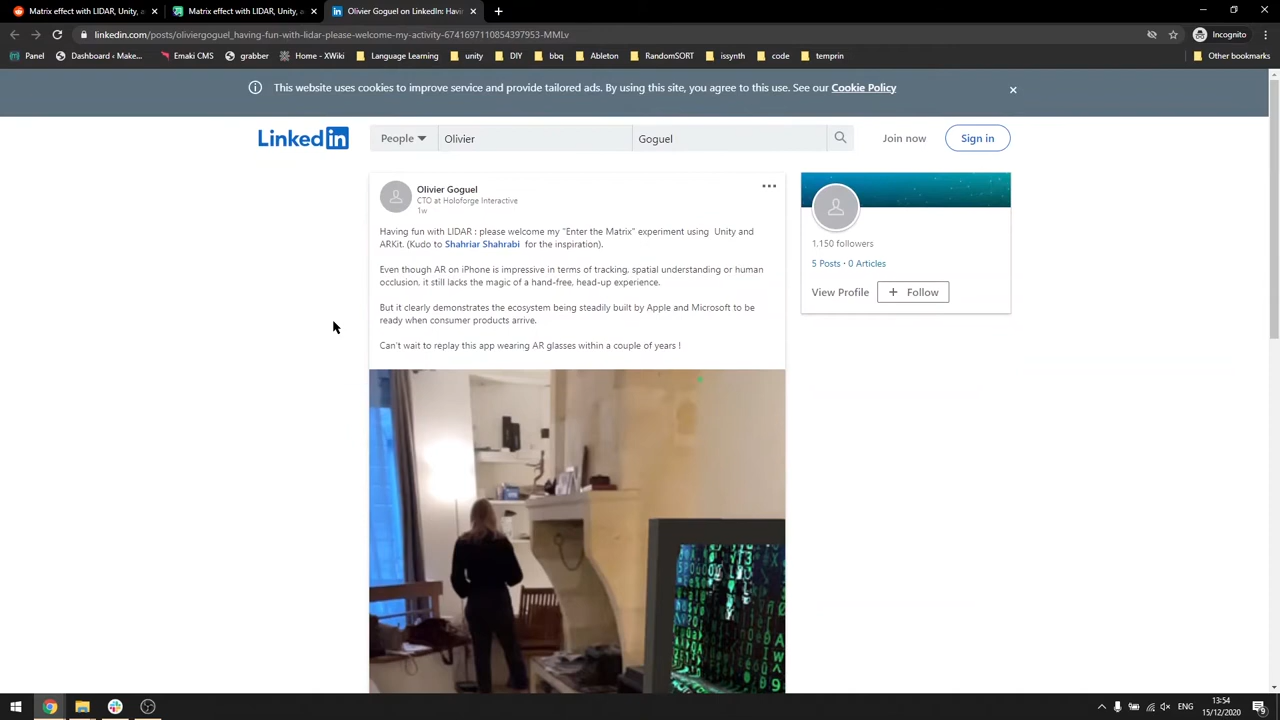 Matrix effect with LIDAR, Unity, a
Matrix effect with LIDAR, Unity,
Olivier Goguel on LinkedIn: Havin
linkedin.com/posts/oliviergoguel_having-fun-with-lidar-please-welcome-my-activity-6741697110854397953-MMLv
Incognito
Panel
Dashboard ‹ Make...
Emaki CMS
grabber
Home - XWiki
Language Learning
unity
bbq
Ableton
RandomSORT
issynth
DIY
temprin
Other bookmarks
This website uses cookies to improve service and provide tailored ads. By using this site, you agree to this use. See our Cookie Policy
Linked in
People
Olivier
Goguel
Join now
Sign in
Olivier Goguel
CTO at Holoforge Interactive
1w
Having fun with LIDAR : please welcome my "Enter the Matrix" experiment using Unity and
ARKit. (Kudo to Shahriar Shahrabi for the inspiration).
Even though AR on iPhone is impressive in terms of tracking, spatial understanding or human
occlusion, it still lacks the magic of a hand-free, head-up experience.
But it clearly demonstrates the ecosystem being steadily built by Apple and Microsoft to be
ready when consumer products arrive.
Can't wait to replay this app wearing AR glasses within a couple of years !
1,150 followers
5 Posts · 0 Articles
View Profile
+ Follow
ENG
13:54
15/12/2020